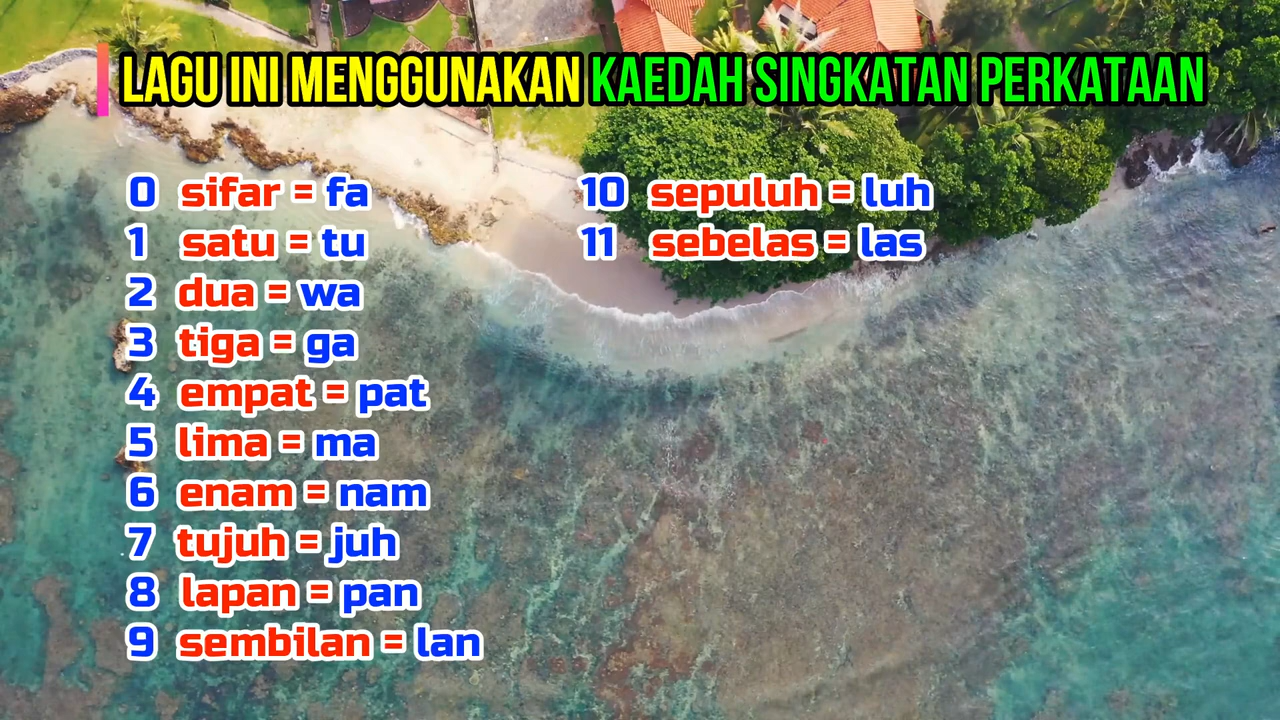 LAGU INI MENGGUNAKAN KAEDAH SINGKATAN PERKATAAN
0 sifar = fa
1 satu = tu
2 dua = wa
3 tiga = ga
4 empat = pat
5 lima = ma
6 enam = nam
7 tujuh = juh
8 lapan = pan
9 sembilan = lan
10 sepuluh = luh
11 sebelas = las